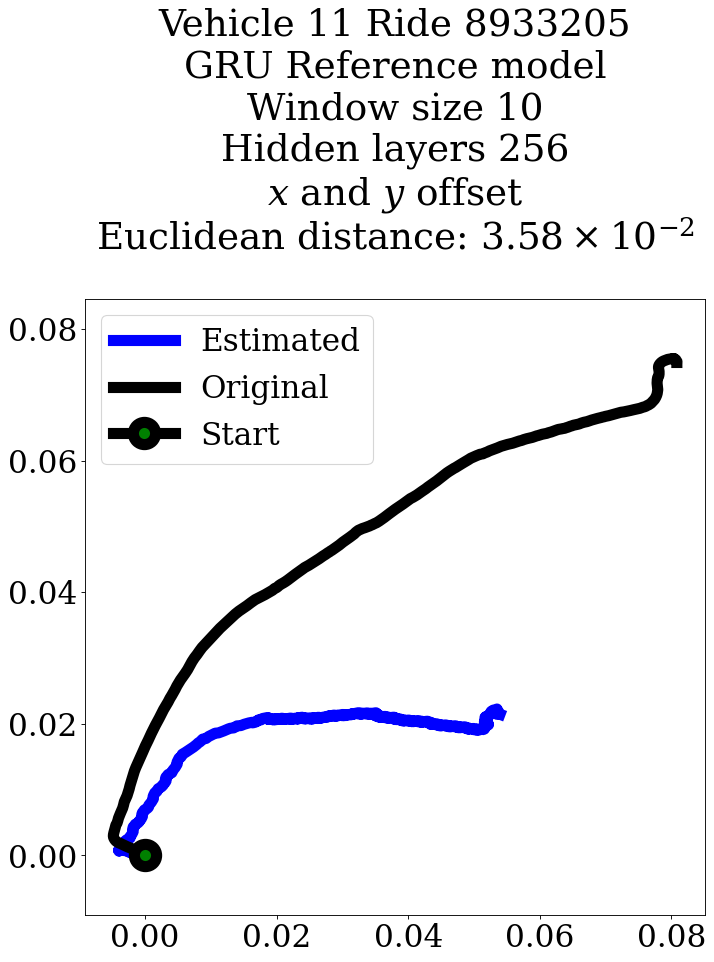 Vehicle 11 Ride 8933205
GRU Reference model
Window size 10
Hidden layers 256
x and y offset
Euclidean distance: 3.58 × 10⁻²
Estimated
Original
Start
0.08
0.06
0.04
0.02
0.00
0.00 0.02 0.04 0.06 0.08